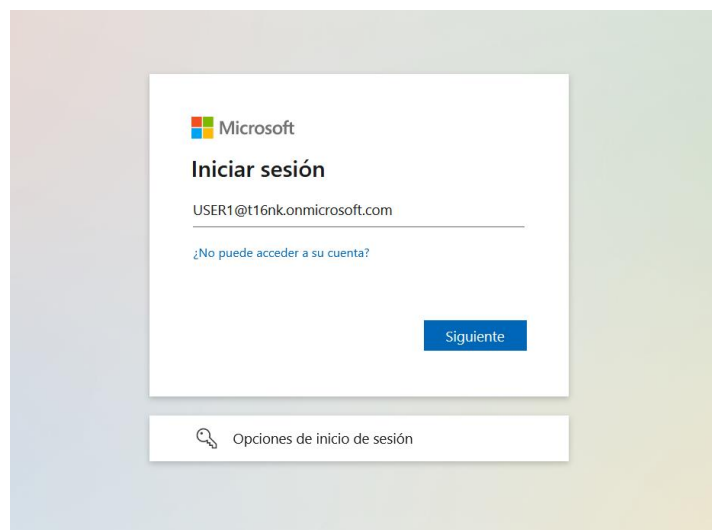 Microsoft
Iniciar sesión
USER1@t16nk.onmicrosoft.com
¿No puede acceder a su cuenta?
Siguiente
Opciones de inicio de sesión